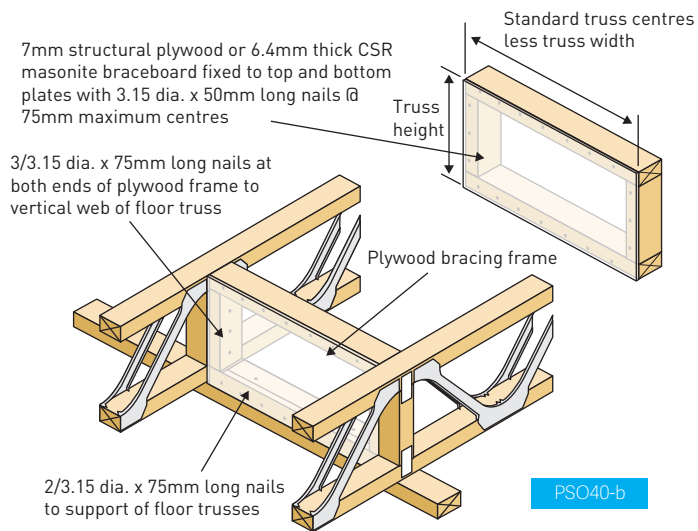 Standard truss centres
less truss width
7mm structural plywood or 6.4mm thick CSR
masonite braceboard fixed to top and bottom
plates with 3.15 dia. x 50mm long nails @
75mm maximum centres
Truss
height
3/3.15 dia. x 75mm long nails at
both ends of plywood frame to
vertical web of floor truss
Plywood bracing frame
2/3.15 dia. x 75mm long nails
to support of floor trusses
PSO40-b